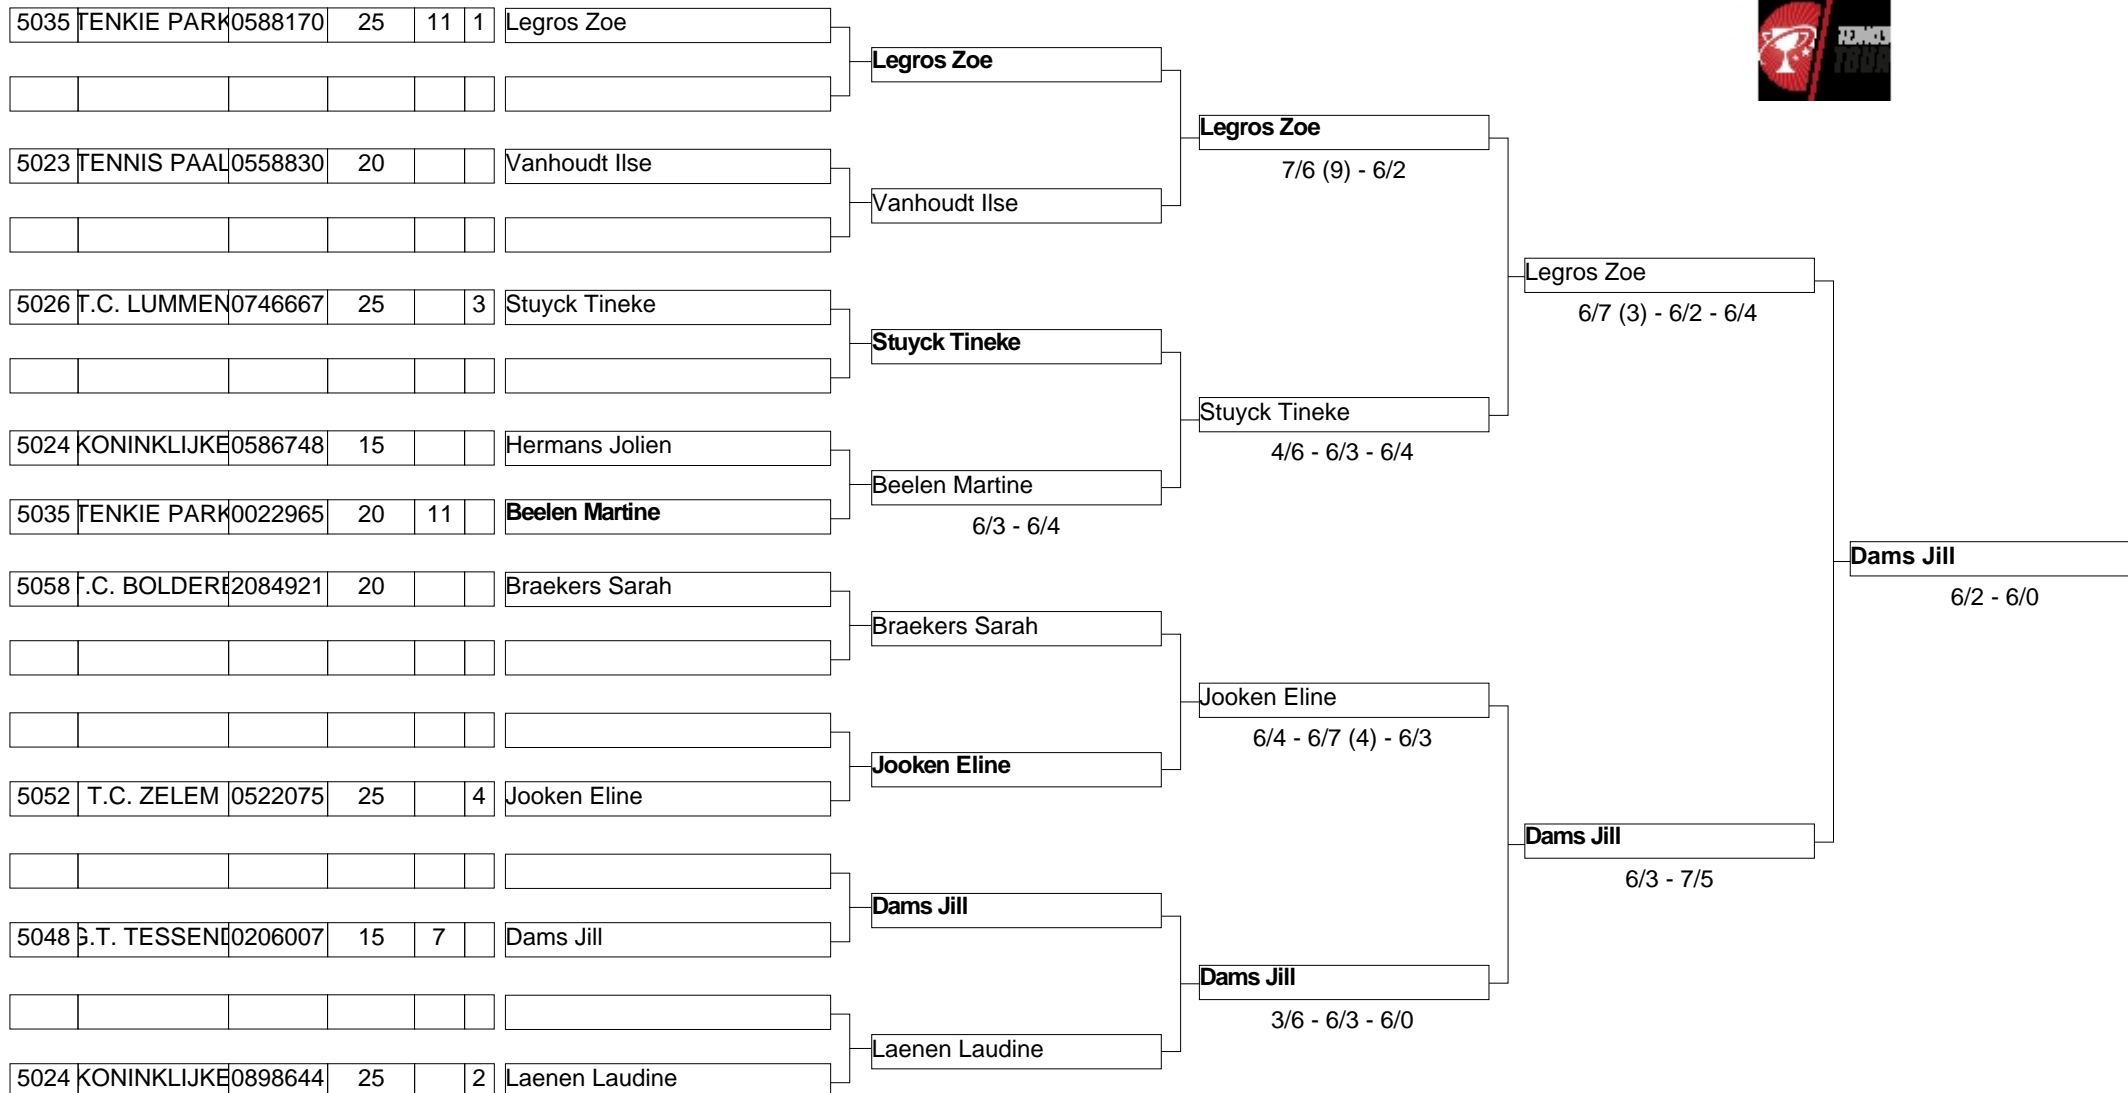 5035 TENKIE PARK 0588170 25 11 1 Legros Zoe
Legros Zoe
Legros Zoe
7/6 (9) - 6/2
5023 TENNIS PAAL 0558830 20 Vanhoudt Ilse
Vanhoudt Ilse
Legros Zoe
6/7 (3) - 6/2 - 6/4
5026 T.C. LUMMEN 0746667 25 3 Stuyck Tineke
Stuyck Tineke
Stuyck Tineke
4/6 - 6/3 - 6/4
5024 KONINKLIJKE 0586748 15 Hermans Jolien
Beelen Martine
6/3 - 6/4
5035 TENKIE PARK 0022965 20 11 Beelen Martine
Dams Jill
6/2 - 6/0
5058 T.C. BOLDERE 2084921 20 Braekers Sarah
Braekers Sarah
Jooken Eline
6/4 - 6/7 (4) - 6/3
Jooken Eline
5052 T.C. ZELEM 0522075 25 4 Jooken Eline
Dams Jill
6/3 - 7/5
Dams Jill
5048 G.T. TESSEND 0206007 15 7 Dams Jill
Dams Jill
3/6 - 6/3 - 6/0
Laenen Laudine
5024 KONINKLIJKE 0898644 25 2 Laenen Laudine